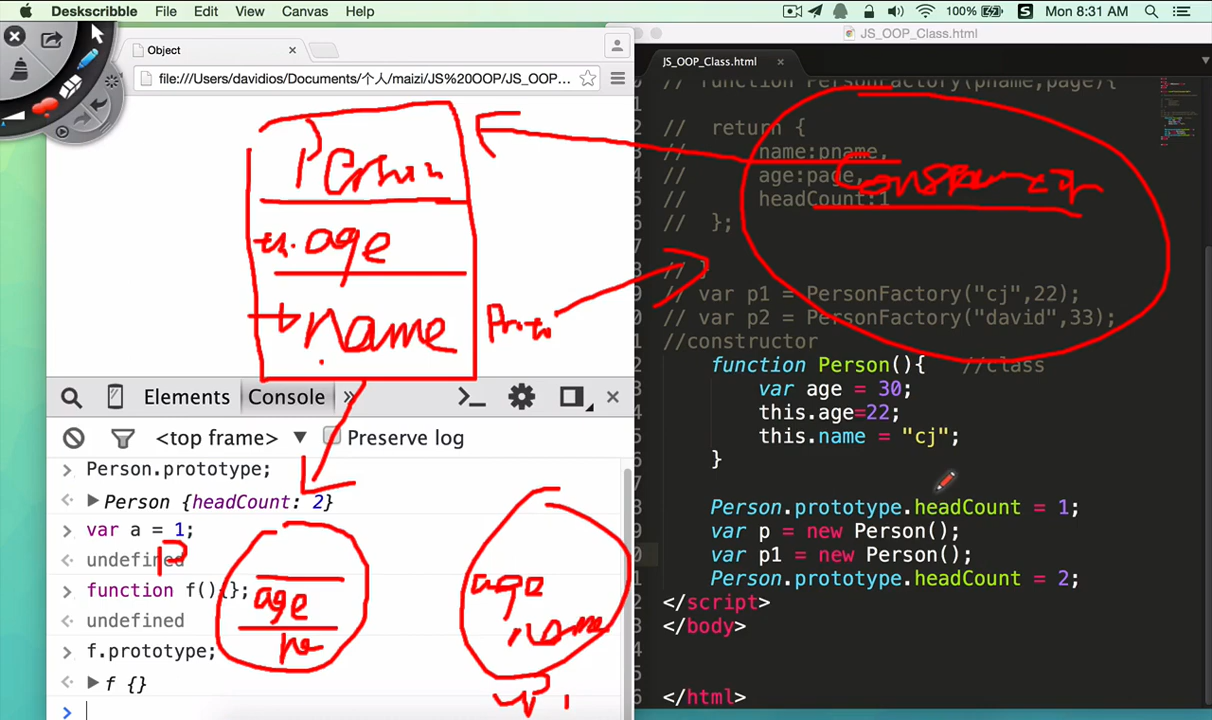 Deskscribble File Edit View Canvas Help
100% Mon 8:31 AM
Object
file:///Users/davidios/Documents/个人/maizi/JS%20OOP/JS_OOP…
Person
age
name
Elements Console »
<top frame> Preserve log
Person.prototype;
Person {headCount: 2}
var a = 1;
undefined
function f(){};
undefined
f.prototype;
f {}
P
age
age
name
JS_OOP_Class.html
JS_OOP_Class.html
// function PersonFactory(pname,page){
// return {
// name:pname,
// age:page,
// headCount:1
// };
// }
// var p1 = PersonFactory("cj",22);
// var p2 = PersonFactory("david",33);
//constructor
function Person(){ //class
var age = 30;
this.age=22;
this.name = "cj";
}
Person.prototype.headCount = 1;
var p = new Person();
var p1 = new Person();
Person.prototype.headCount = 2;
</script>
</body>
</html>